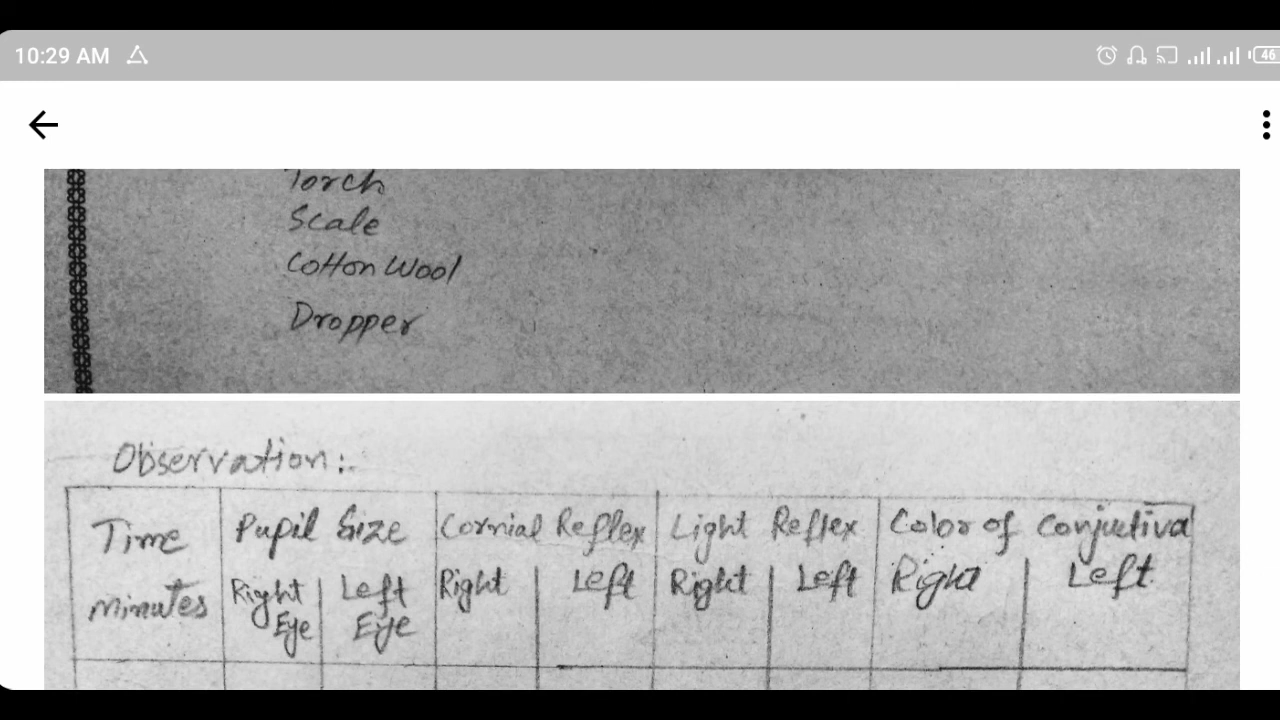 10:29 AM
46
Torch
Scale
Cotton Wool
Dropper
Observation:.
Time minutes
Pupil Size
Right Eye
Left Eye
Cornial Reflex
Right
Left
Light Reflex
Right
Left
Color of Conjuctiva
Right
Left